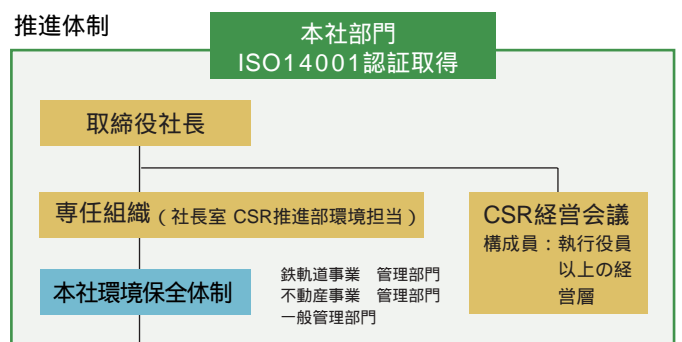 推進体制
本社部門
ISO14001認証取得
取締役社長
専任組織(社長室 CSR推進部環境担当)
CSR経営会議
構成員:執行役員
以上の経
営層
本社環境保全体制
鉄軌道事業 管理部門
不動産事業 管理部門
一般管理部門